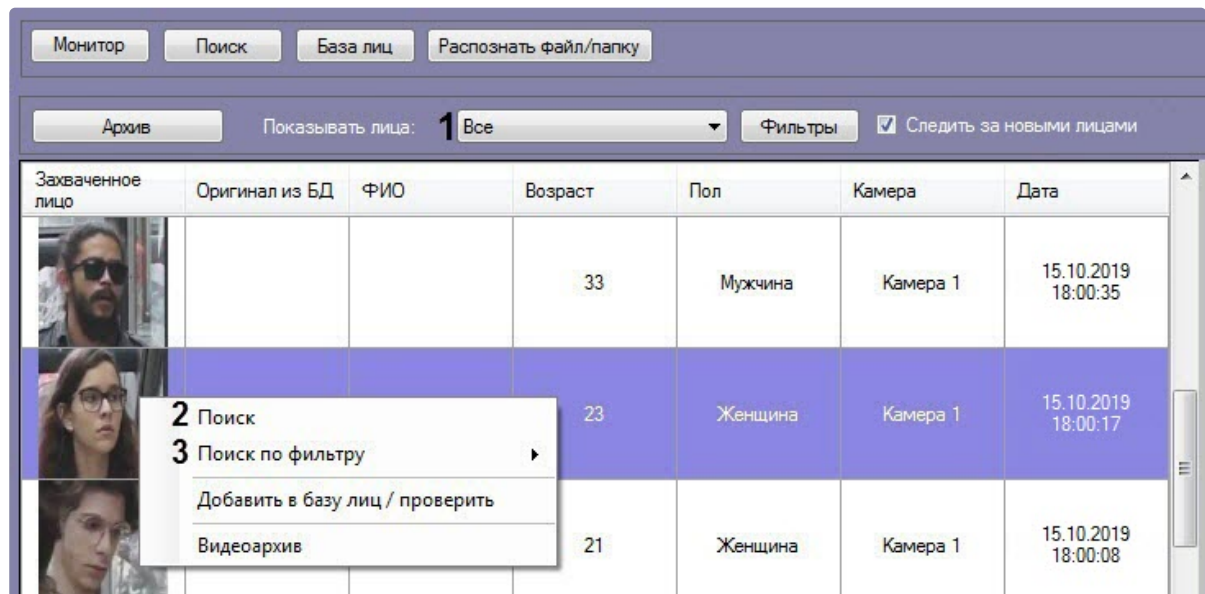 Монитор Поиск База лиц Распознать файл/папку
Архив Показывать лица: 1 Все Фильтры Следить за новыми лицами
Захваченное
лицо
Оригинал из БД ФИО Возраст Пол Камера Дата
33 Мужчина Камера 1 15.10.2019
18:00:35
23 Женщина Камера 1 15.10.2019
18:00:17
2 Поиск
3 Поиск по фильтру
Добавить в базу лиц / проверить
Видеоархив
21 Женщина Камера 1 15.10.2019
18:00:08